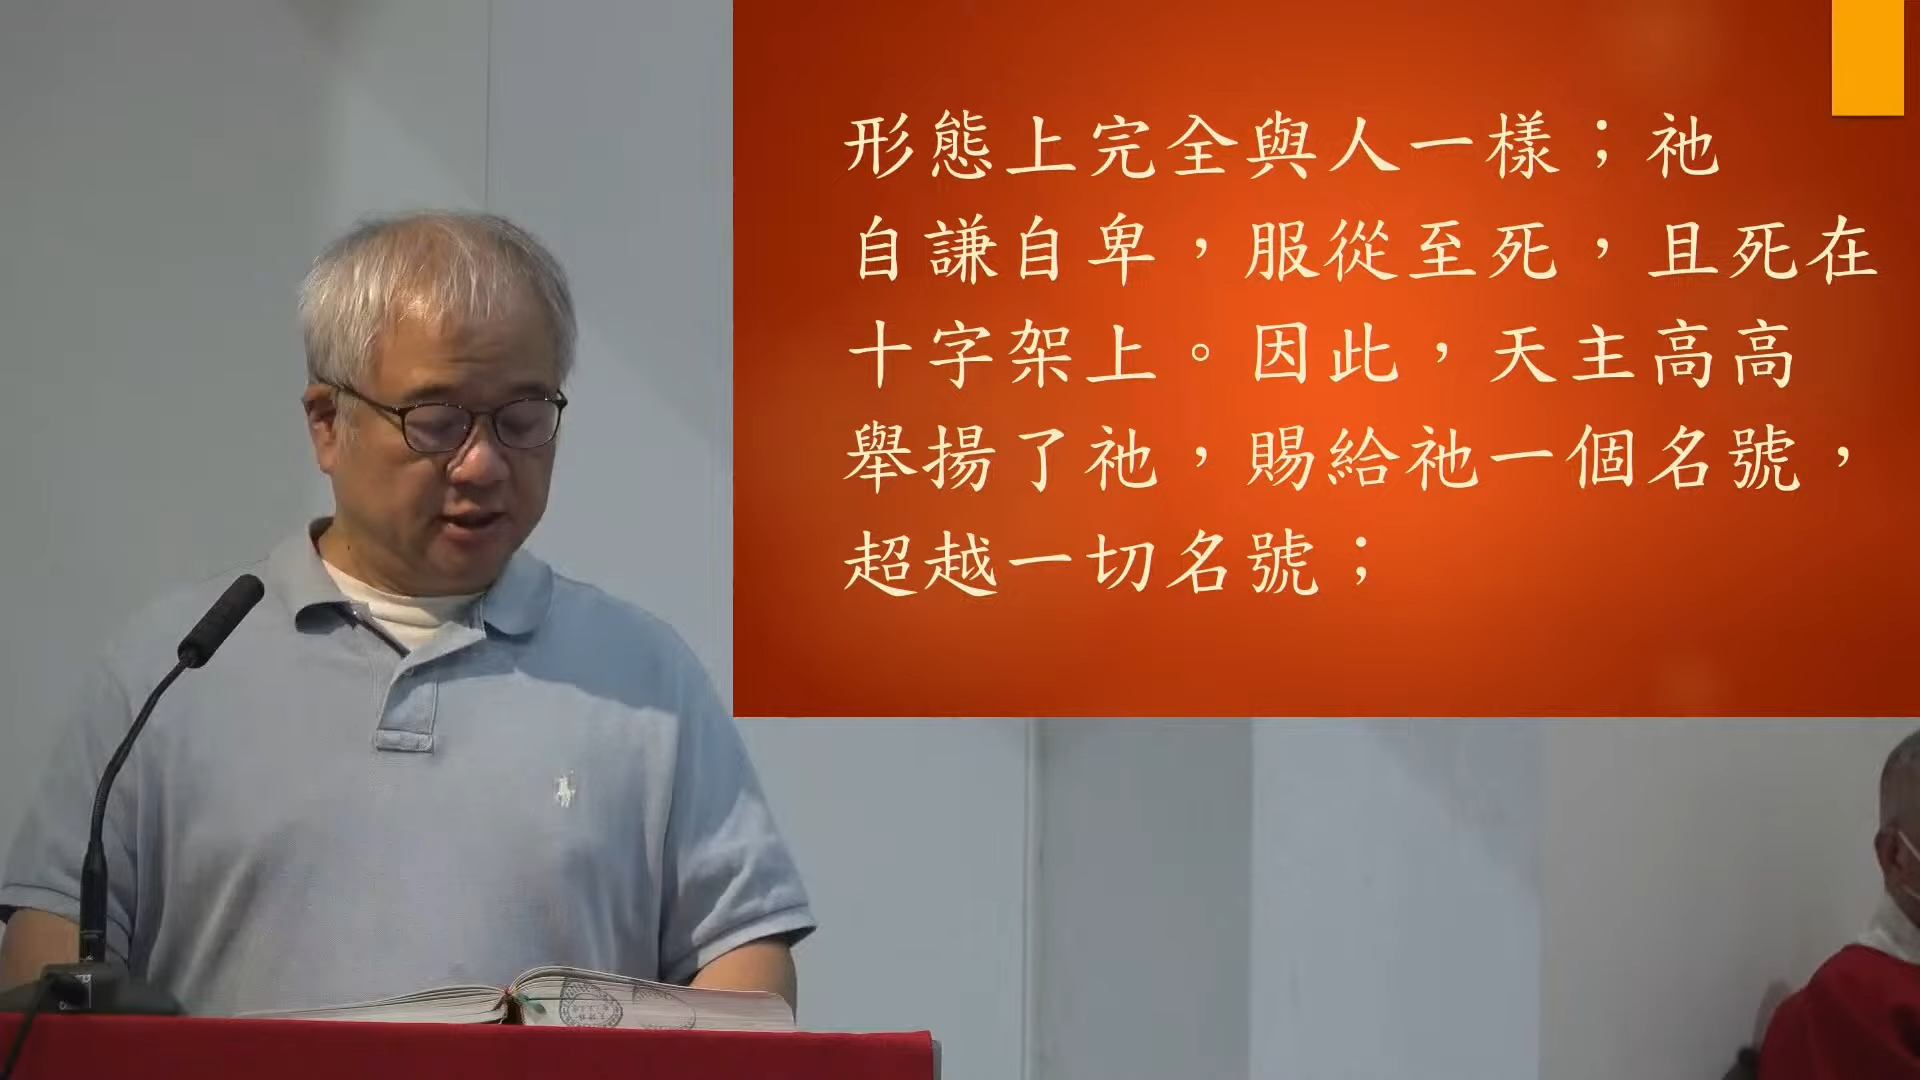 形態上完全與人一樣；祂
自謙自卑，服從至死，且死在
十字架上。因此，天主高高
舉揚了祂，賜給祂一個名號，
超越一切名號；